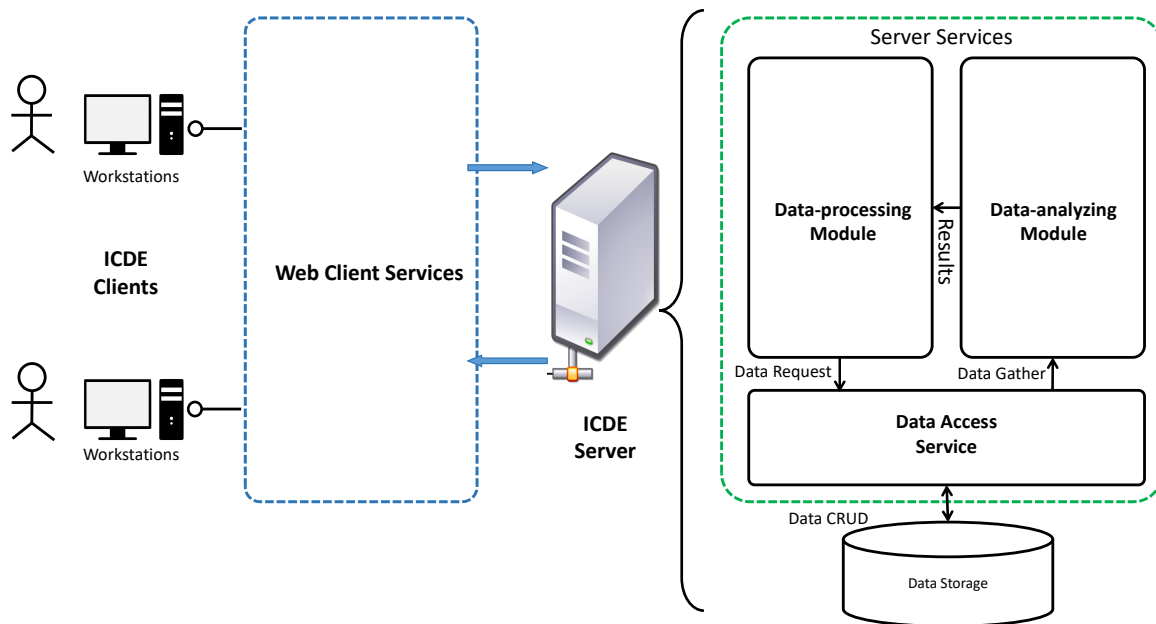 Server Services
Workstations
ICDE
Clients
Workstations
Web Client Services
ICDE
Server
Data-processing
Module
Results
Data-analyzing
Module
Data Request
Data Gather
Data Access
Service
Data CRUD
Data Storage